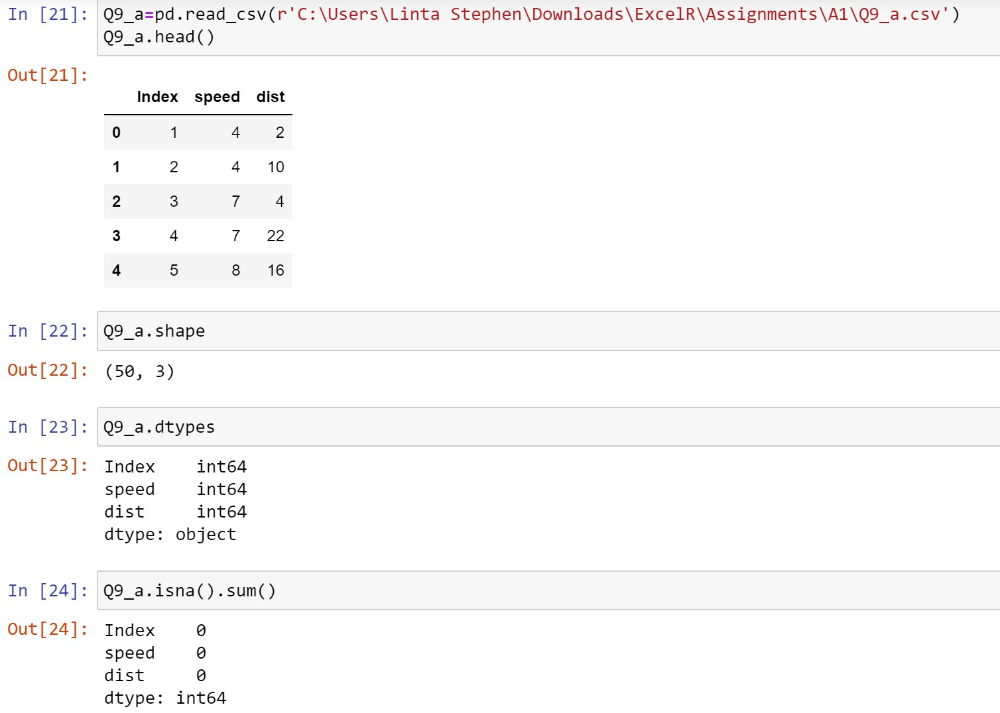 In [21]: Q9_a=pd.read_csv(r'C:\Users\Linta Stephen\Downloads\ExcelR\Assignments\A1\Q9_a.csv')
Q9_a.head()
Out[21]:
Index speed dist
0 1 4 2
1 2 4 10
2 3 7 4
3 4 7 22
4 5 8 16
In [22]: Q9_a.shape
Out[22]: (50, 3)
In [23]: Q9_a.dtypes
Out[23]: Index    int64
speed    int64
dist     int64
dtype: object
In [24]: Q9_a.isna().sum()
Out[24]: Index    0
speed    0
dist     0
dtype: int64